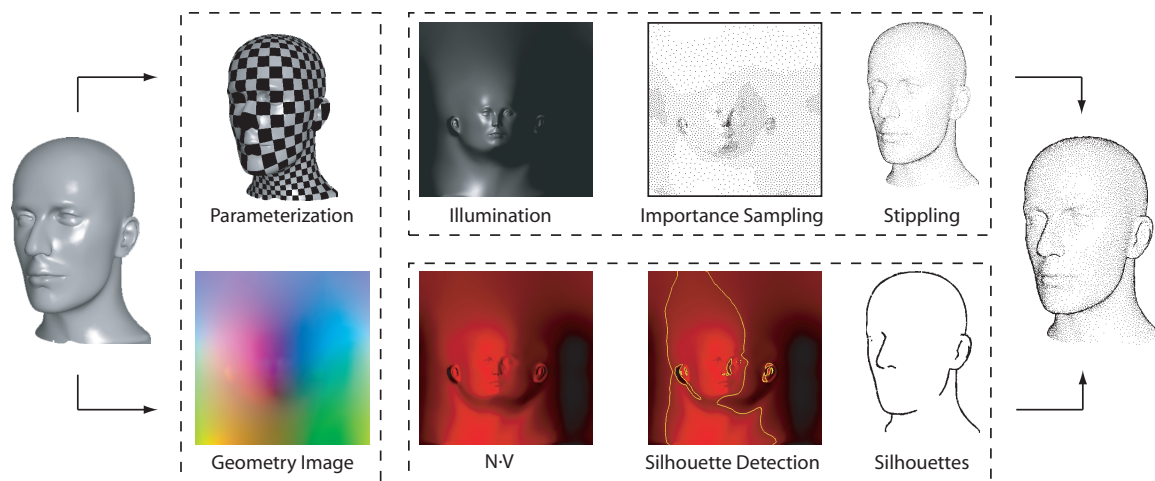 Parameterization
Illumination
Importance Sampling
Stippling
Geometry Image
N·V
Silhouette Detection
Silhouettes